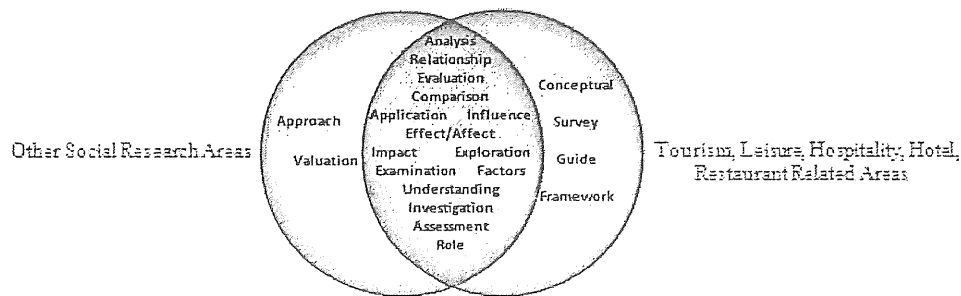 Analysis
Relationship
Evaluation
Comparison
Application Influence
Effect/Affect
Impact Exploration
Examination Factors
Understanding
Investigation
Assessment
Role
Approach
Valuation
Conceptual
Survey
Guide
Framework
Other Social Research Areas
Tourism, Leisure, Hospitality, Hotel,
Restaurant Related Areas